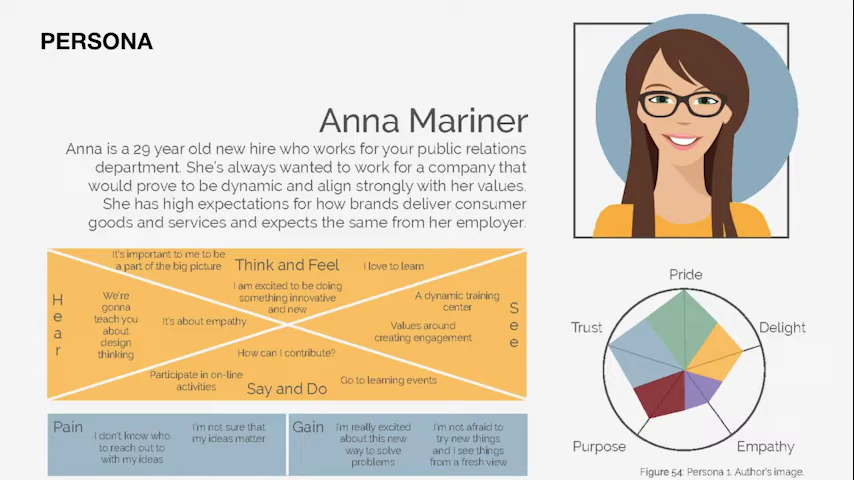 PERSONA
Anna Mariner
Anna is a 29 year old new hire who works for your public relations
department. She's always wanted to work for a company that
would prove to be dynamic and align strongly with her values.
She has high expectations for how brands deliver consumer
goods and services and expects the same from her employer.
It's important to me to be
a part of the big picture
Think and Feel
I love to learn
I am excited to be doing
something innovative
and new
Hear
We're
gonna
teach you
about
design
thinking
It's about empathy
A dynamic training
center
Values around
creating engagement
See
How can I contribute?
Participate in on-line
activities
Say and Do
Go to learning events
Pain
I don't know who
to reach out to
with my ideas
I'm not sure that
my ideas matter
Gain
I'm really excited
about this new
way to solve
problems
I'm not afraid to
try new things
and I see things
from a fresh view
Pride
Trust
Delight
Purpose
Empathy
Figure 54: Persona 1. Author's image.